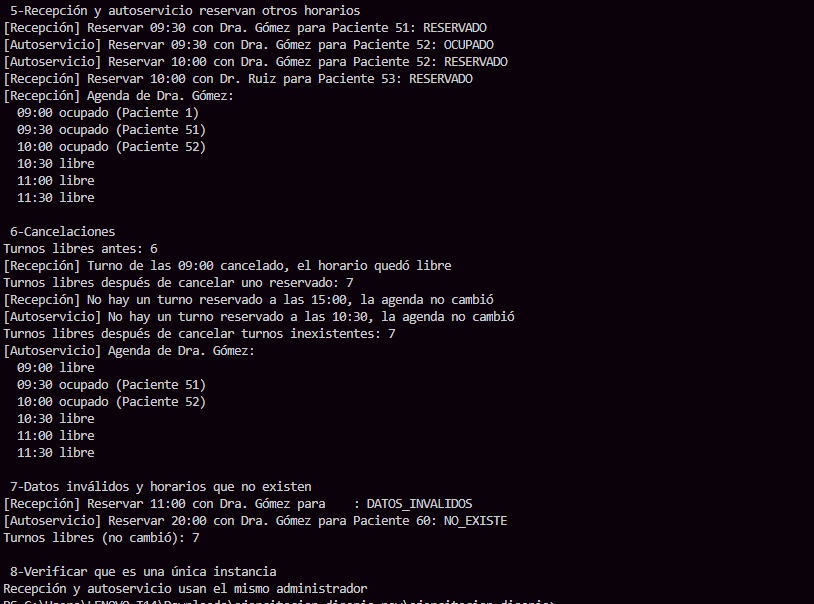 5-Recepción y autoservicio reservan otros horarios
[Recepción] Reservar 09:30 con Dra. Gómez para Paciente 51: RESERVADO
[Autoservicio] Reservar 09:30 con Dra. Gómez para Paciente 52: OCUPADO
[Autoservicio] Reservar 10:00 con Dra. Gómez para Paciente 52: RESERVADO
[Recepción] Reservar 10:00 con Dr. Ruiz para Paciente 53: RESERVADO
[Recepción] Agenda de Dra. Gómez:
09:00 ocupado (Paciente 1)
09:30 ocupado (Paciente 51)
10:00 ocupado (Paciente 52)
10:30 libre
11:00 libre
11:30 libre
6-Cancelaciones
Turnos libres antes: 6
[Recepción] Turno de las 09:00 cancelado, el horario quedó libre
Turnos libres después de cancelar uno reservado: 7
[Recepción] No hay un turno reservado a las 15:00, la agenda no cambió
[Autoservicio] No hay un turno reservado a las 10:30, la agenda no cambió
Turnos libres después de cancelar turnos inexistentes: 7
[Autoservicio] Agenda de Dra. Gómez:
09:00 libre
09:30 ocupado (Paciente 51)
10:00 ocupado (Paciente 52)
10:30 libre
11:00 libre
11:30 libre
7-Datos inválidos y horarios que no existen
[Recepción] Reservar 11:00 con Dra. Gómez para    : DATOS_INVALIDOS
[Autoservicio] Reservar 20:00 con Dra. Gómez para Paciente 60: NO_EXISTE
Turnos libres (no cambió): 7
8-Verificar que es una única instancia
Recepción y autoservicio usan el mismo administrador